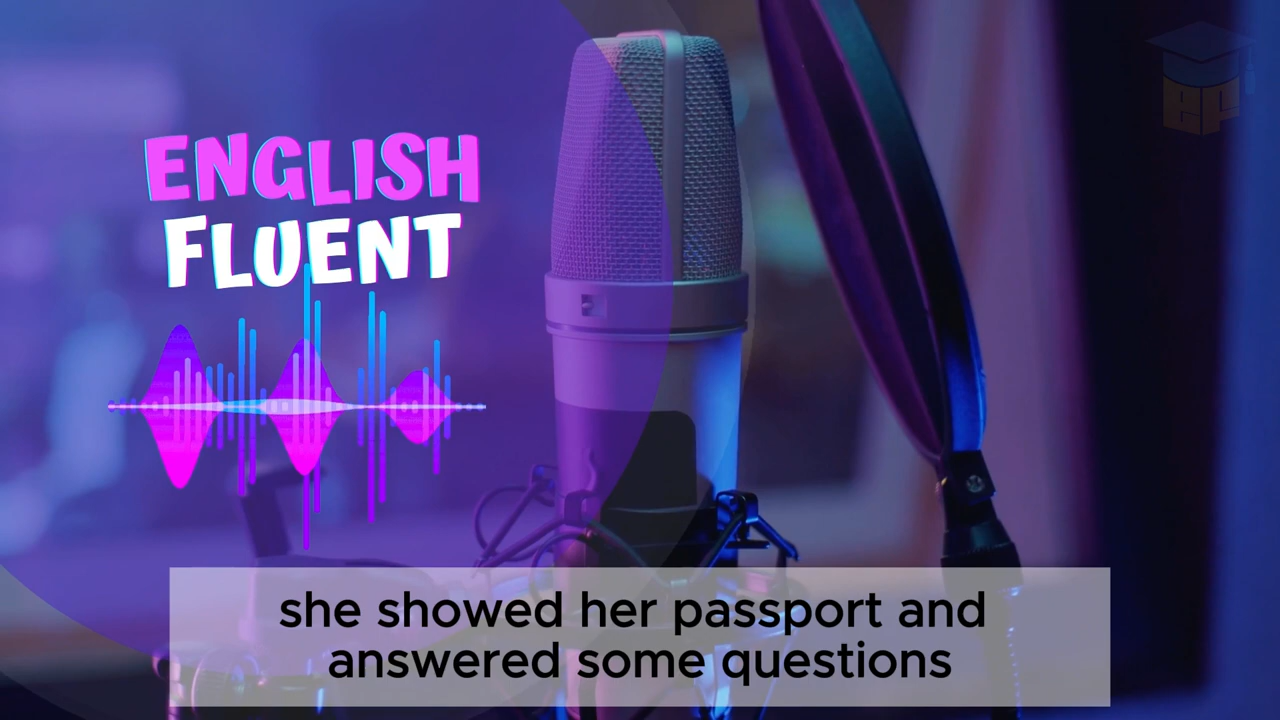 ENGLISH
FLUENT
she showed her passport and
answered some questions